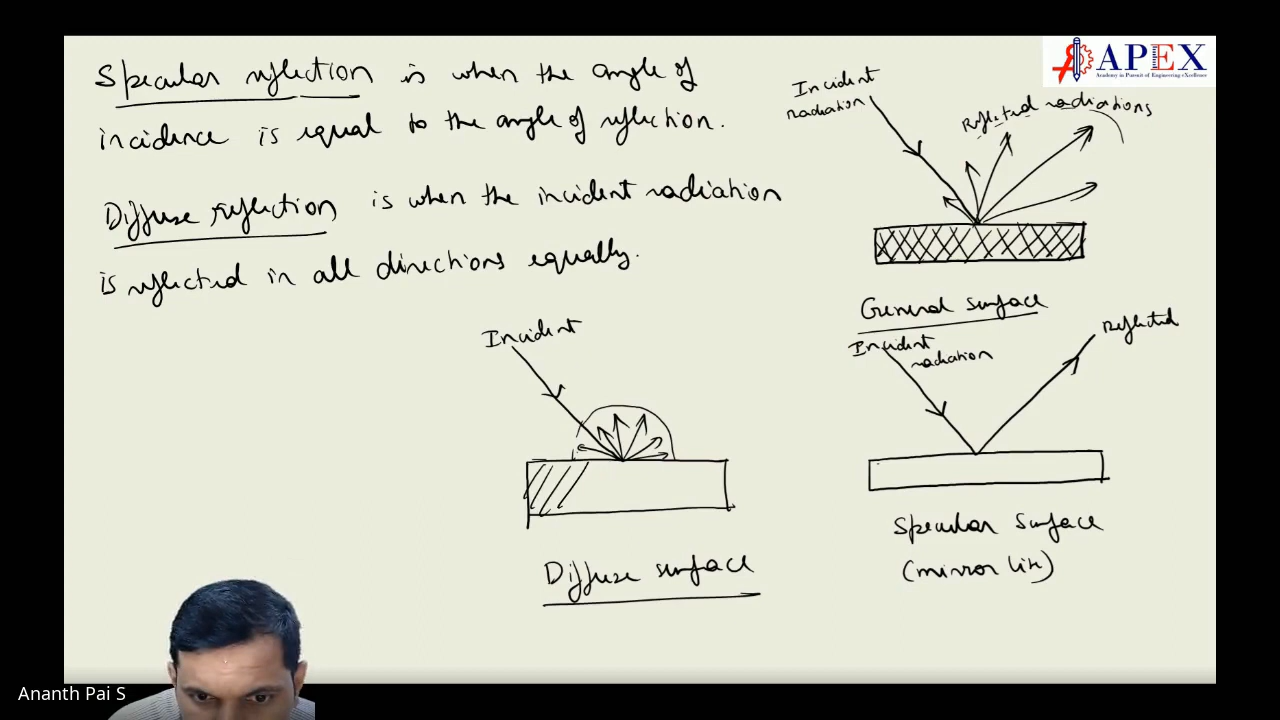 Specular reflection is when the angle of
incidence is equal to the angle of reflection.
Diffuse reflection is when the incident radiation
is reflected in all directions equally.
APEX
Academy in Pursuit of Engineering eXcellence
Incident
radiation
Reflected radiations
General surface
Incident
Diffuse surface
Incident
radiation
Reflected
Specular Surface
(mirror like)
Ananth Pai S